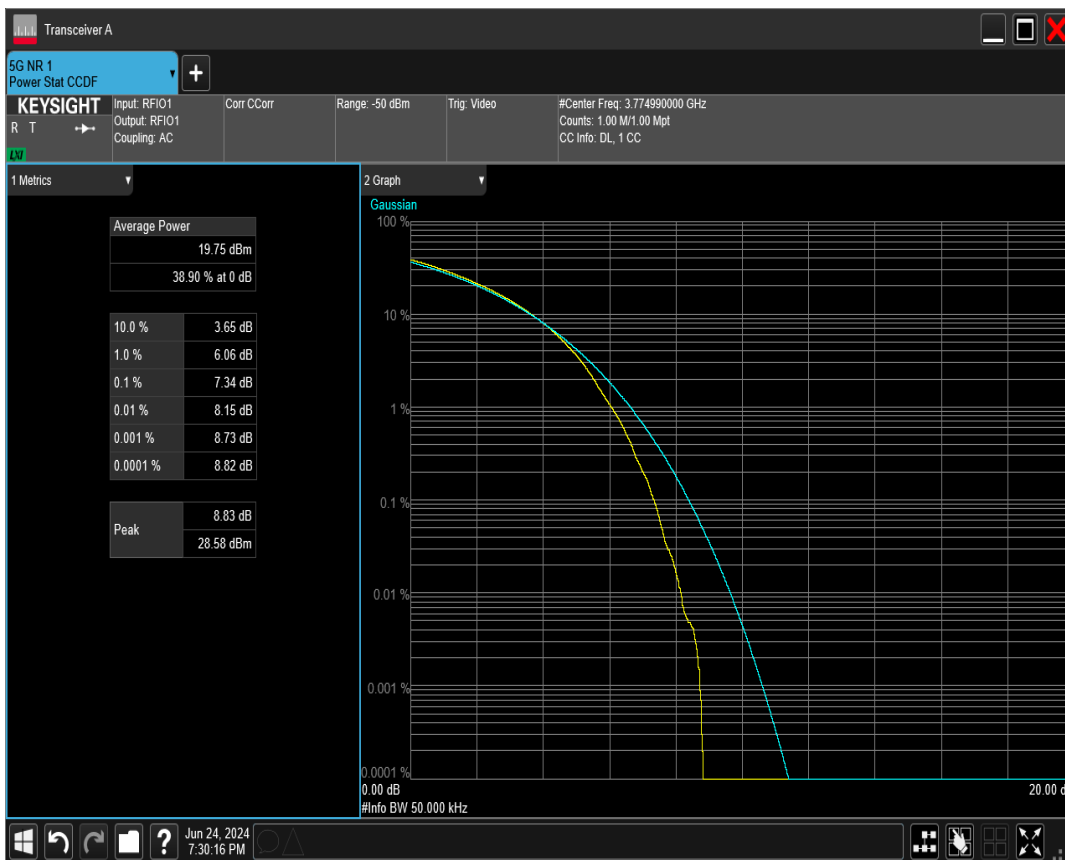 Transceiver A
5G NR 1
Power Stat CCDF
+
KEYSIGHT
R T
LXI
Input: RFIO1
Output: RFIO1
Coupling: AC
Corr CCorr
Range: -50 dBm
Trig: Video
#Center Freq: 3.774990000 GHz
Counts: 1.00 M/1.00 Mpt
CC Info: DL, 1 CC
1 Metrics
Average Power
19.75 dBm
38.90 % at 0 dB
10.0 % 3.65 dB
1.0 % 6.06 dB
0.1 % 7.34 dB
0.01 % 8.15 dB
0.001 % 8.73 dB
0.0001 % 8.82 dB
Peak
8.83 dB
28.58 dBm
2 Graph
Gaussian
100 %
10 %
1 %
0.1 %
0.01 %
0.001 %
0.0001 %
0.00 dB
20.00 d
#Info BW 50.000 kHz
?
Jun 24, 2024
7:30:16 PM